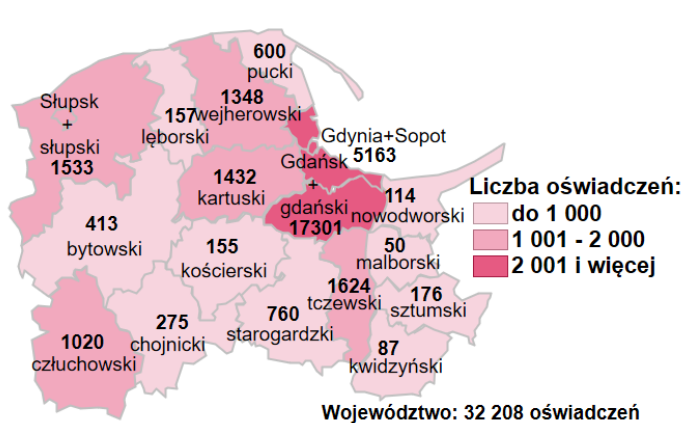 600
pucki
1348
wejherowski
157
lęborski
Słupsk
+
słupski
1533
Gdynia+Sopot
5163
Gdańsk
+
gdański
17301
1432
kartuski
114
nowodworski
413
bytowski
155
kościerski
50
malborski
1624
tczewski
176
sztumski
760
starogardzki
275
chojnicki
1020
człuchowski
87
kwidzyński
Liczba oświadczeń:
do 1 000
1 001 - 2 000
2 001 i więcej
Województwo: 32 208 oświadczeń